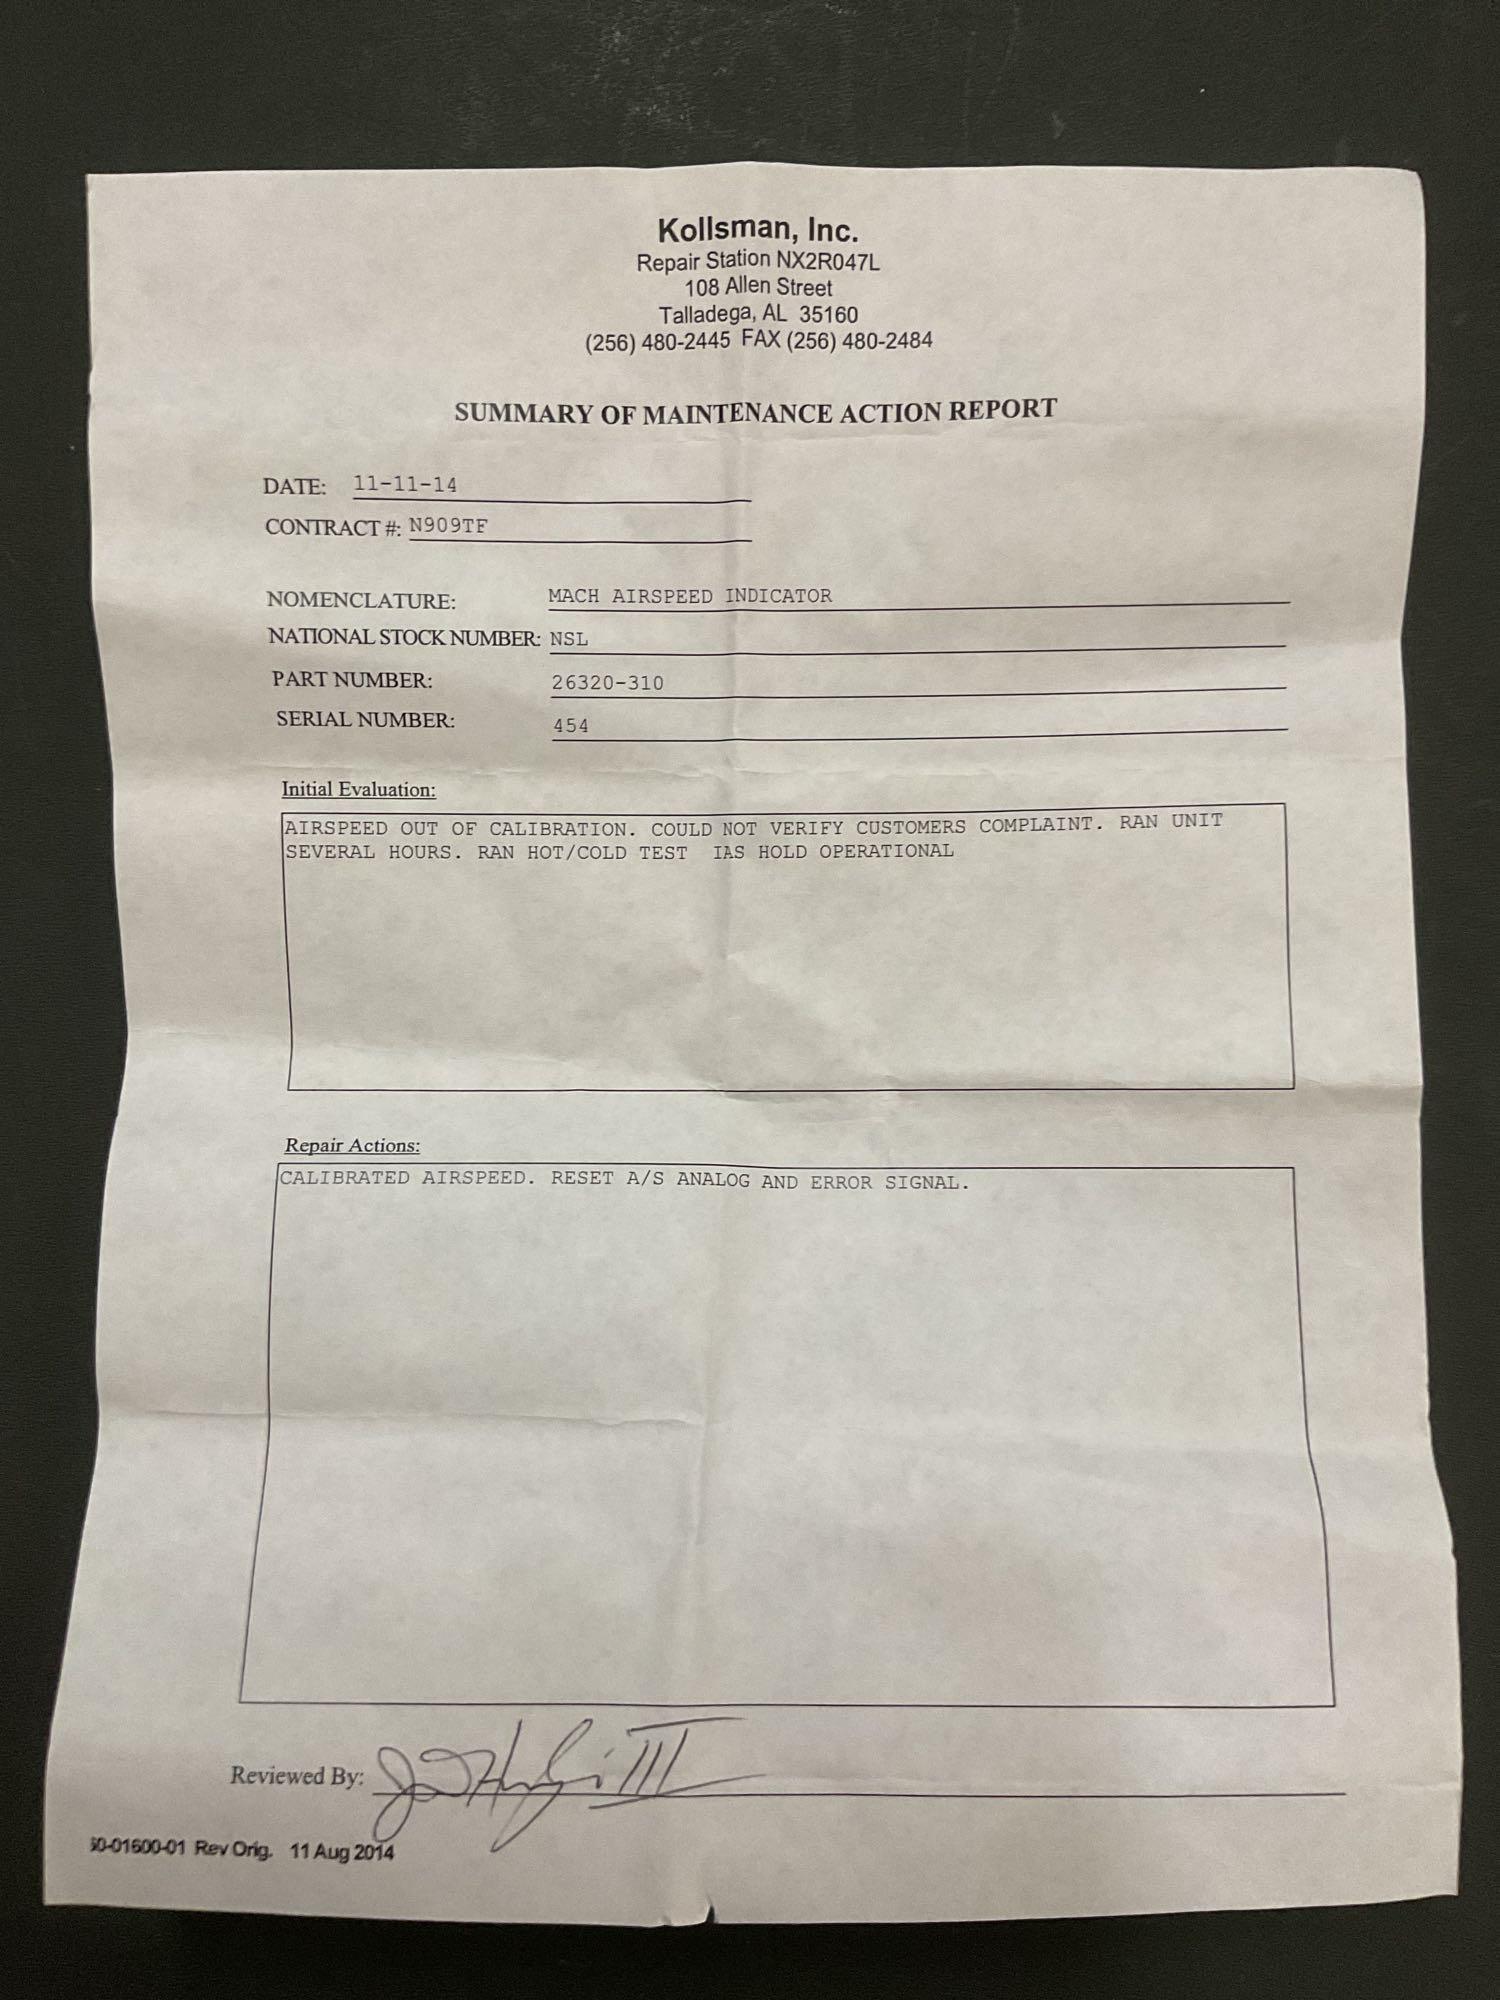 Kollsman, Inc.
Repair Station NX2R047L
108 Allen Street
Talladega, AL 35160
(256) 480-2445 FAX (256) 480-2484
SUMMARY OF MAINTENANCE ACTION REPORT
DATE: 11-11-14
CONTRACT #: N909TF
NOMENCLATURE: MACH AIRSPEED INDICATOR
NATIONAL STOCK NUMBER: NSL
PART NUMBER: 26320-310
SERIAL NUMBER: 454
Initial Evaluation:
AIRSPEED OUT OF CALIBRATION. COULD NOT VERIFY CUSTOMERS COMPLAINT. RAN UNIT
SEVERAL HOURS. RAN HOT/COLD TEST IAS HOLD OPERATIONAL
Repair Actions:
CALIBRATED AIRSPEED. RESET A/S ANALOG AND ERROR SIGNAL.
Reviewed By: III
0-01600-01 Rev Orig. 11 Aug 2014